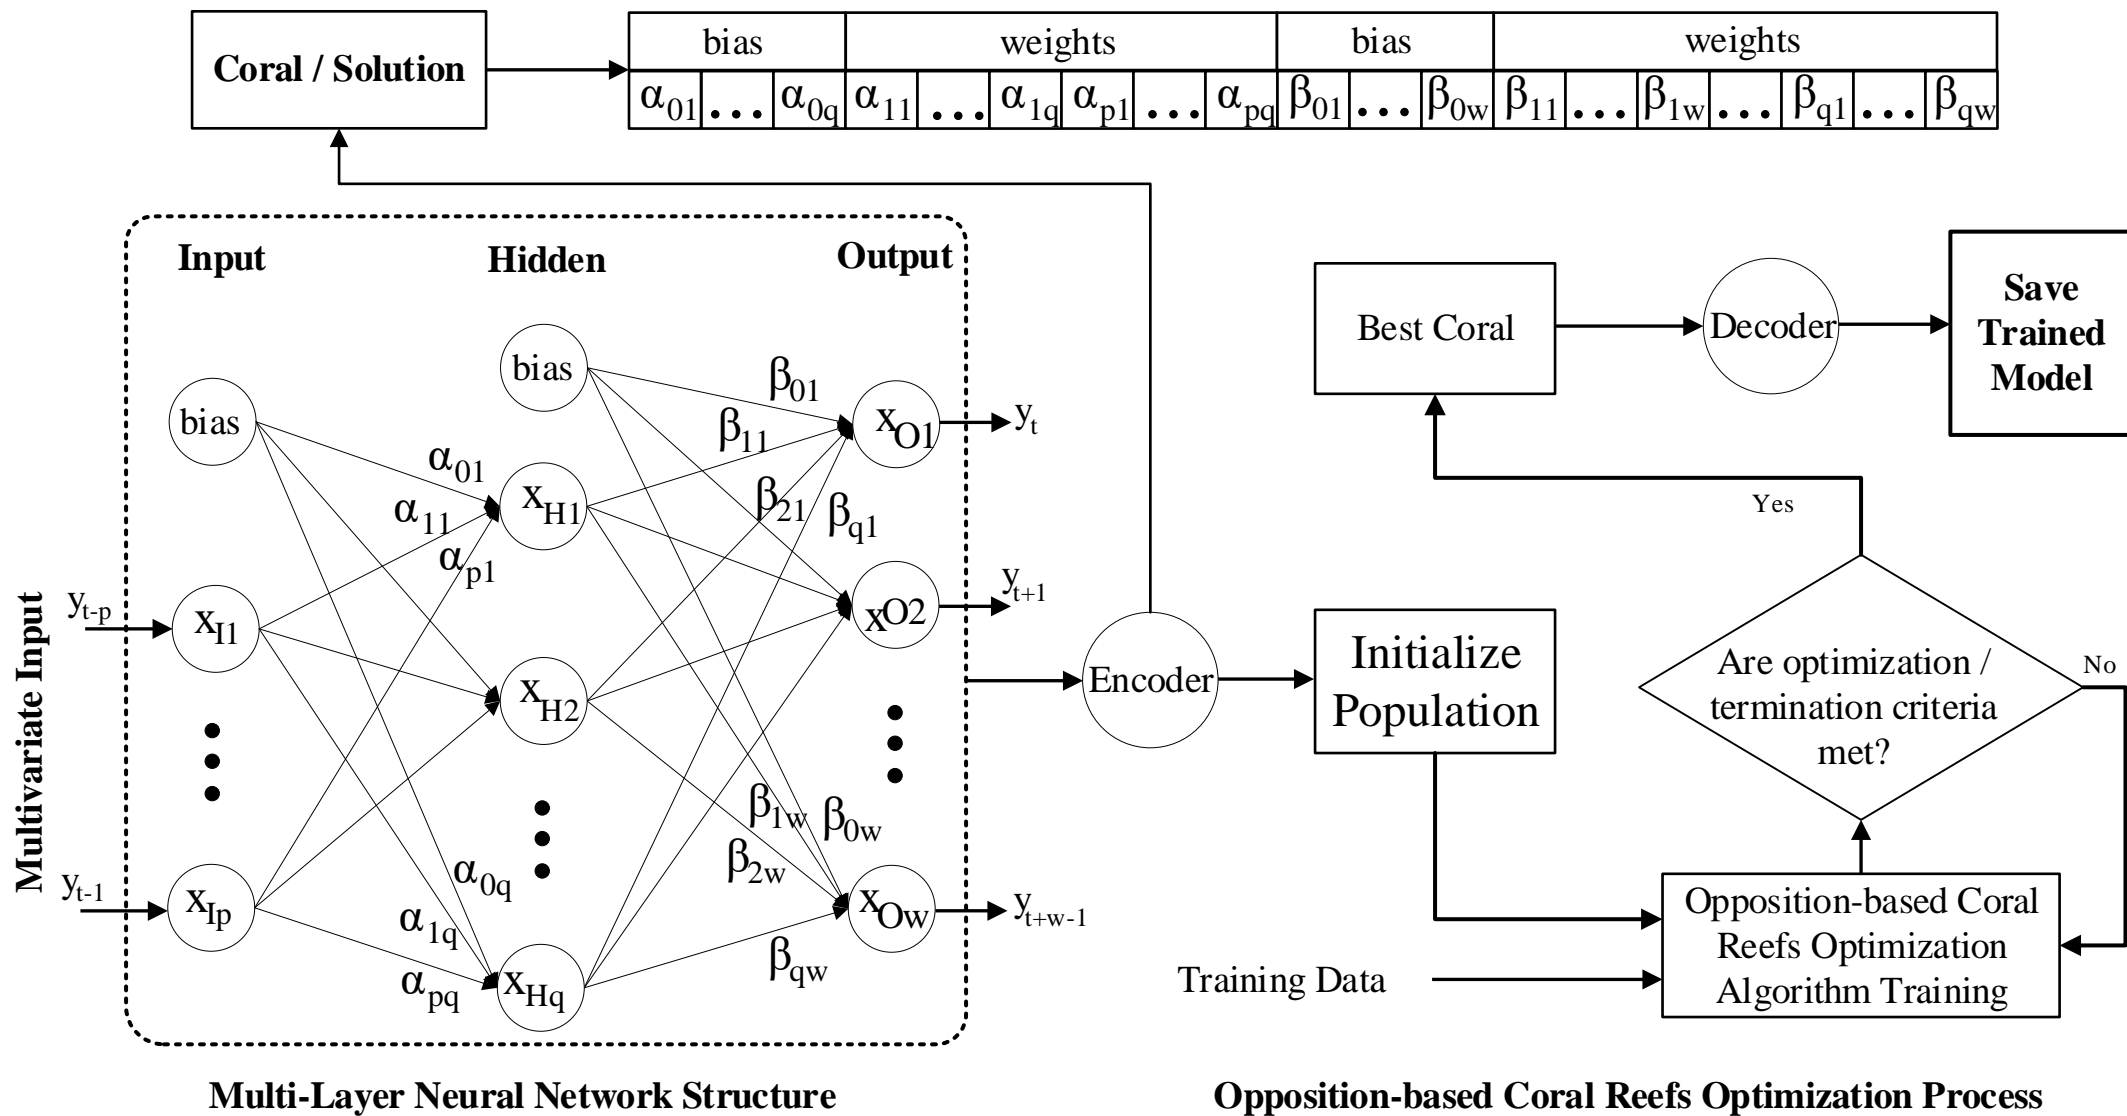 Coral / Solution
bias weights bias weights
α01 ... α0q α11 ... α1q αp1 ... αpq β01 ... β0w β11 ... β1w ... βq1 ... βqw
Input Hidden Output
bias
bias
xI1
xIp
xH1
xH2
xHq
xO1
xO2
xOw
α01
α11
αp1
α0q
α1q
αpq
β01
β11
β21
βq1
β1w
β0w
β2w
βqw
Multivariate Input
yt-p
yt-1
yt
yt+1
yt+w-1
Encoder
Initialize
Population
Training Data
Opposition-based Coral
Reefs Optimization
Algorithm Training
Are optimization /
termination criteria
met?
Yes
No
Best Coral
Decoder
Save
Trained
Model
Multi-Layer Neural Network Structure
Opposition-based Coral Reefs Optimization Process